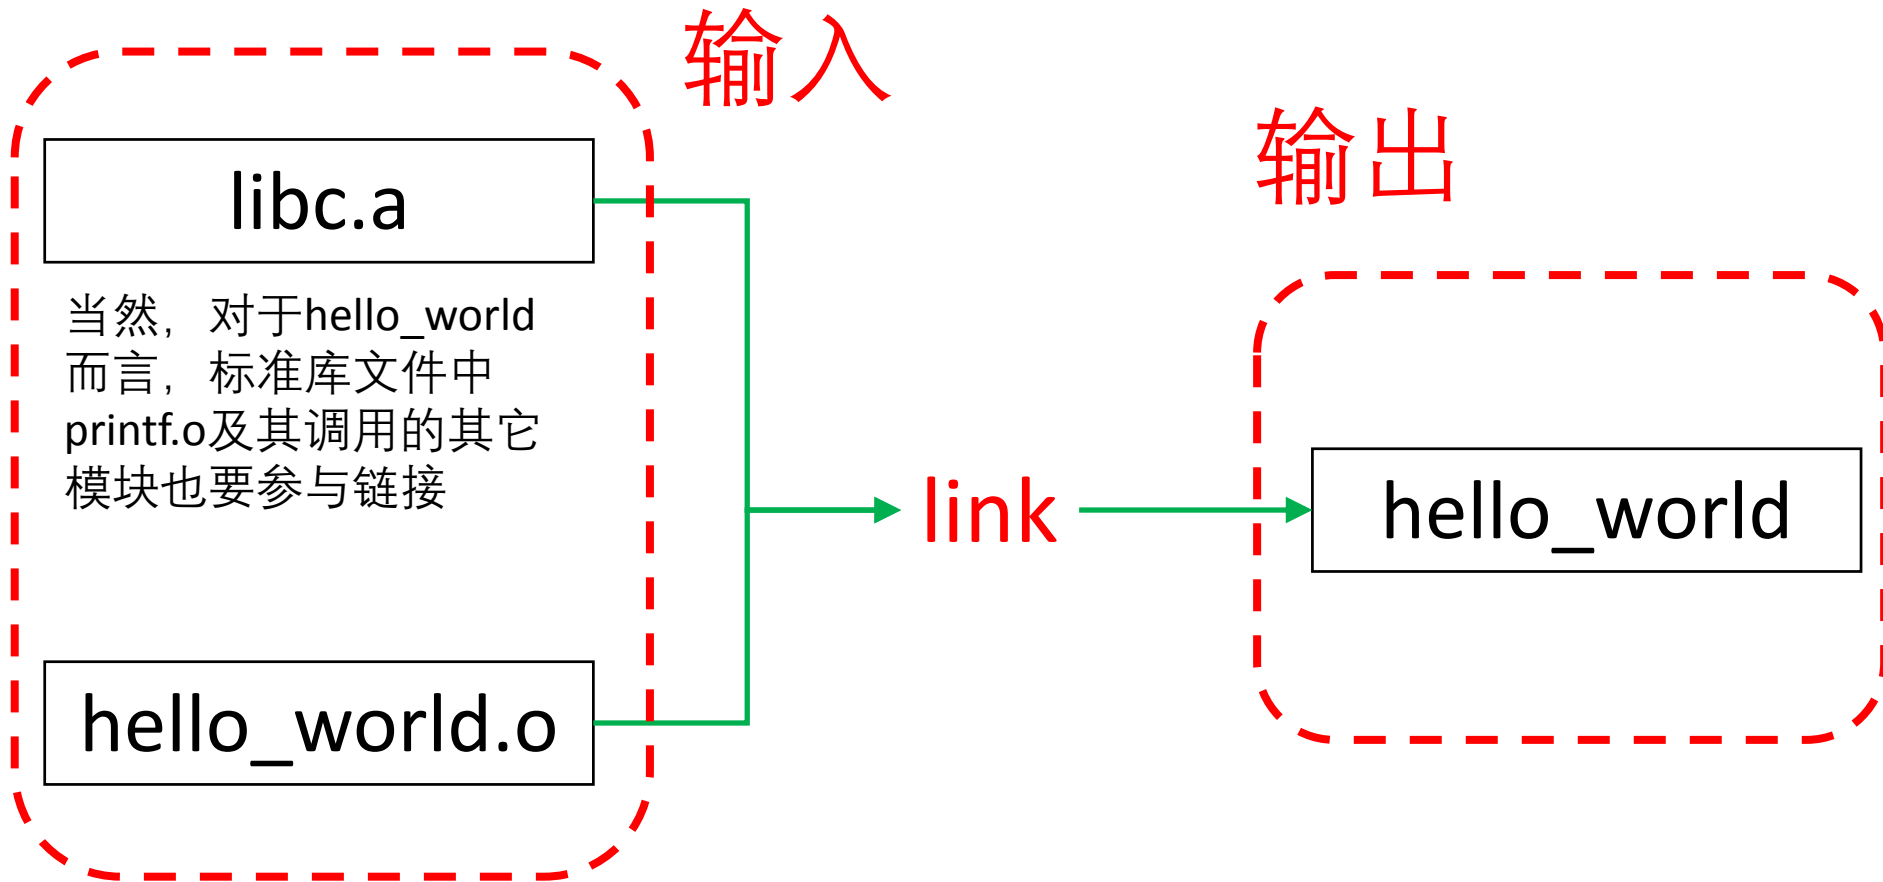 输入
输出
libc.a
当然，对于hello_world
而言，标准库文件中
printf.o及其调用的其它
模块也要参与链接
link
hello_world
hello_world.o